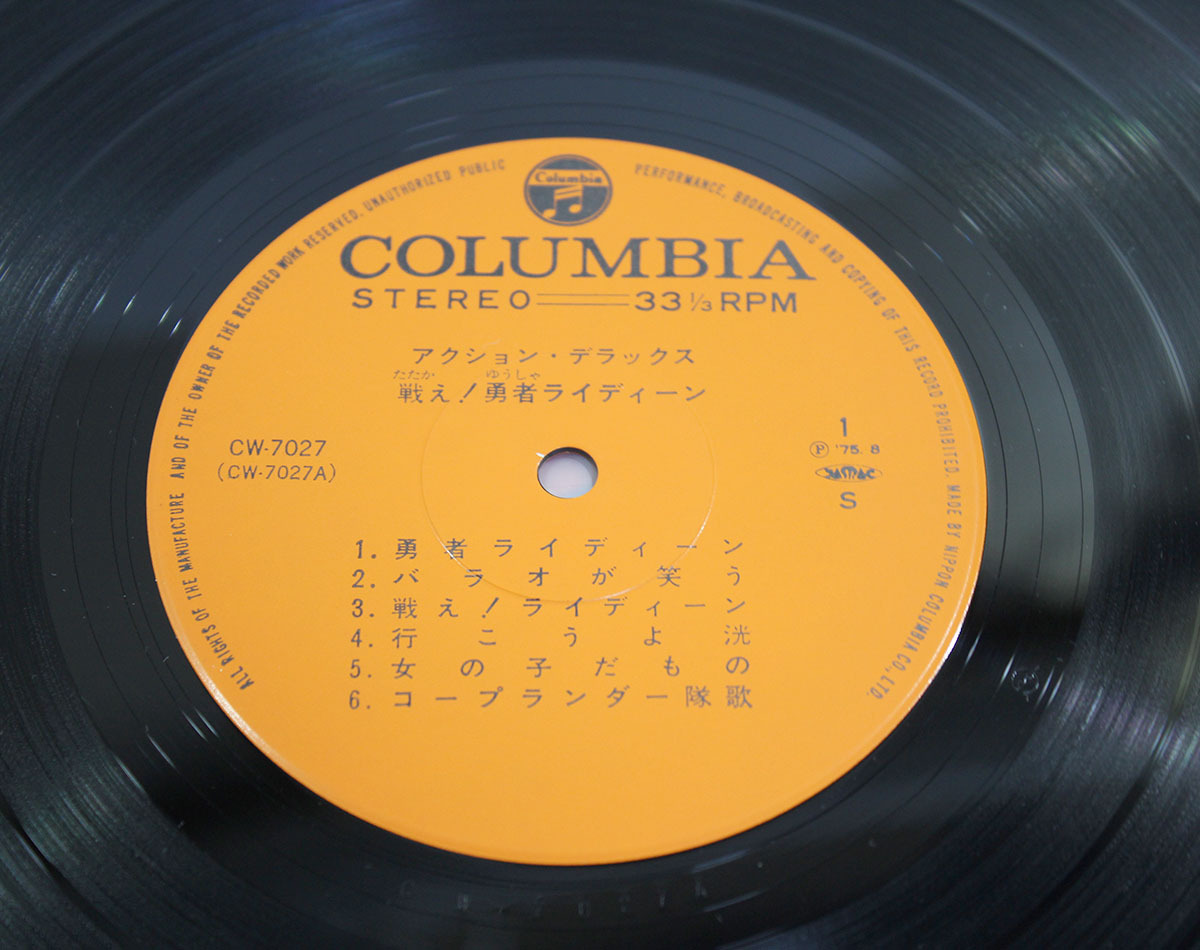 Columbia
COLUMBIA
STEREO 33 1/3 RPM
アクション・デラックス
たたか ゆうしゃ
戦え!勇者ライディーン
CW-7027
(CW-7027A)
1
Ⓟ '75. 8
S
1. 勇者ライディーン
2. バラオが笑う
3. 戦え!ライディーン
4. 行こうよ洸
5. 女の子だもの
6. コープランダー隊歌
ALL RIGHTS OF THE MANUFACTURE AND OF THE OWNER OF THE RECORDED WORK RESERVED. UNAUTHORIZED PUBLIC PERFORMANCE, BROADCASTING AND COPYING OF THIS RECORD PROHIBITED. MADE BY NIPPON COLUMBIA CO., LTD.